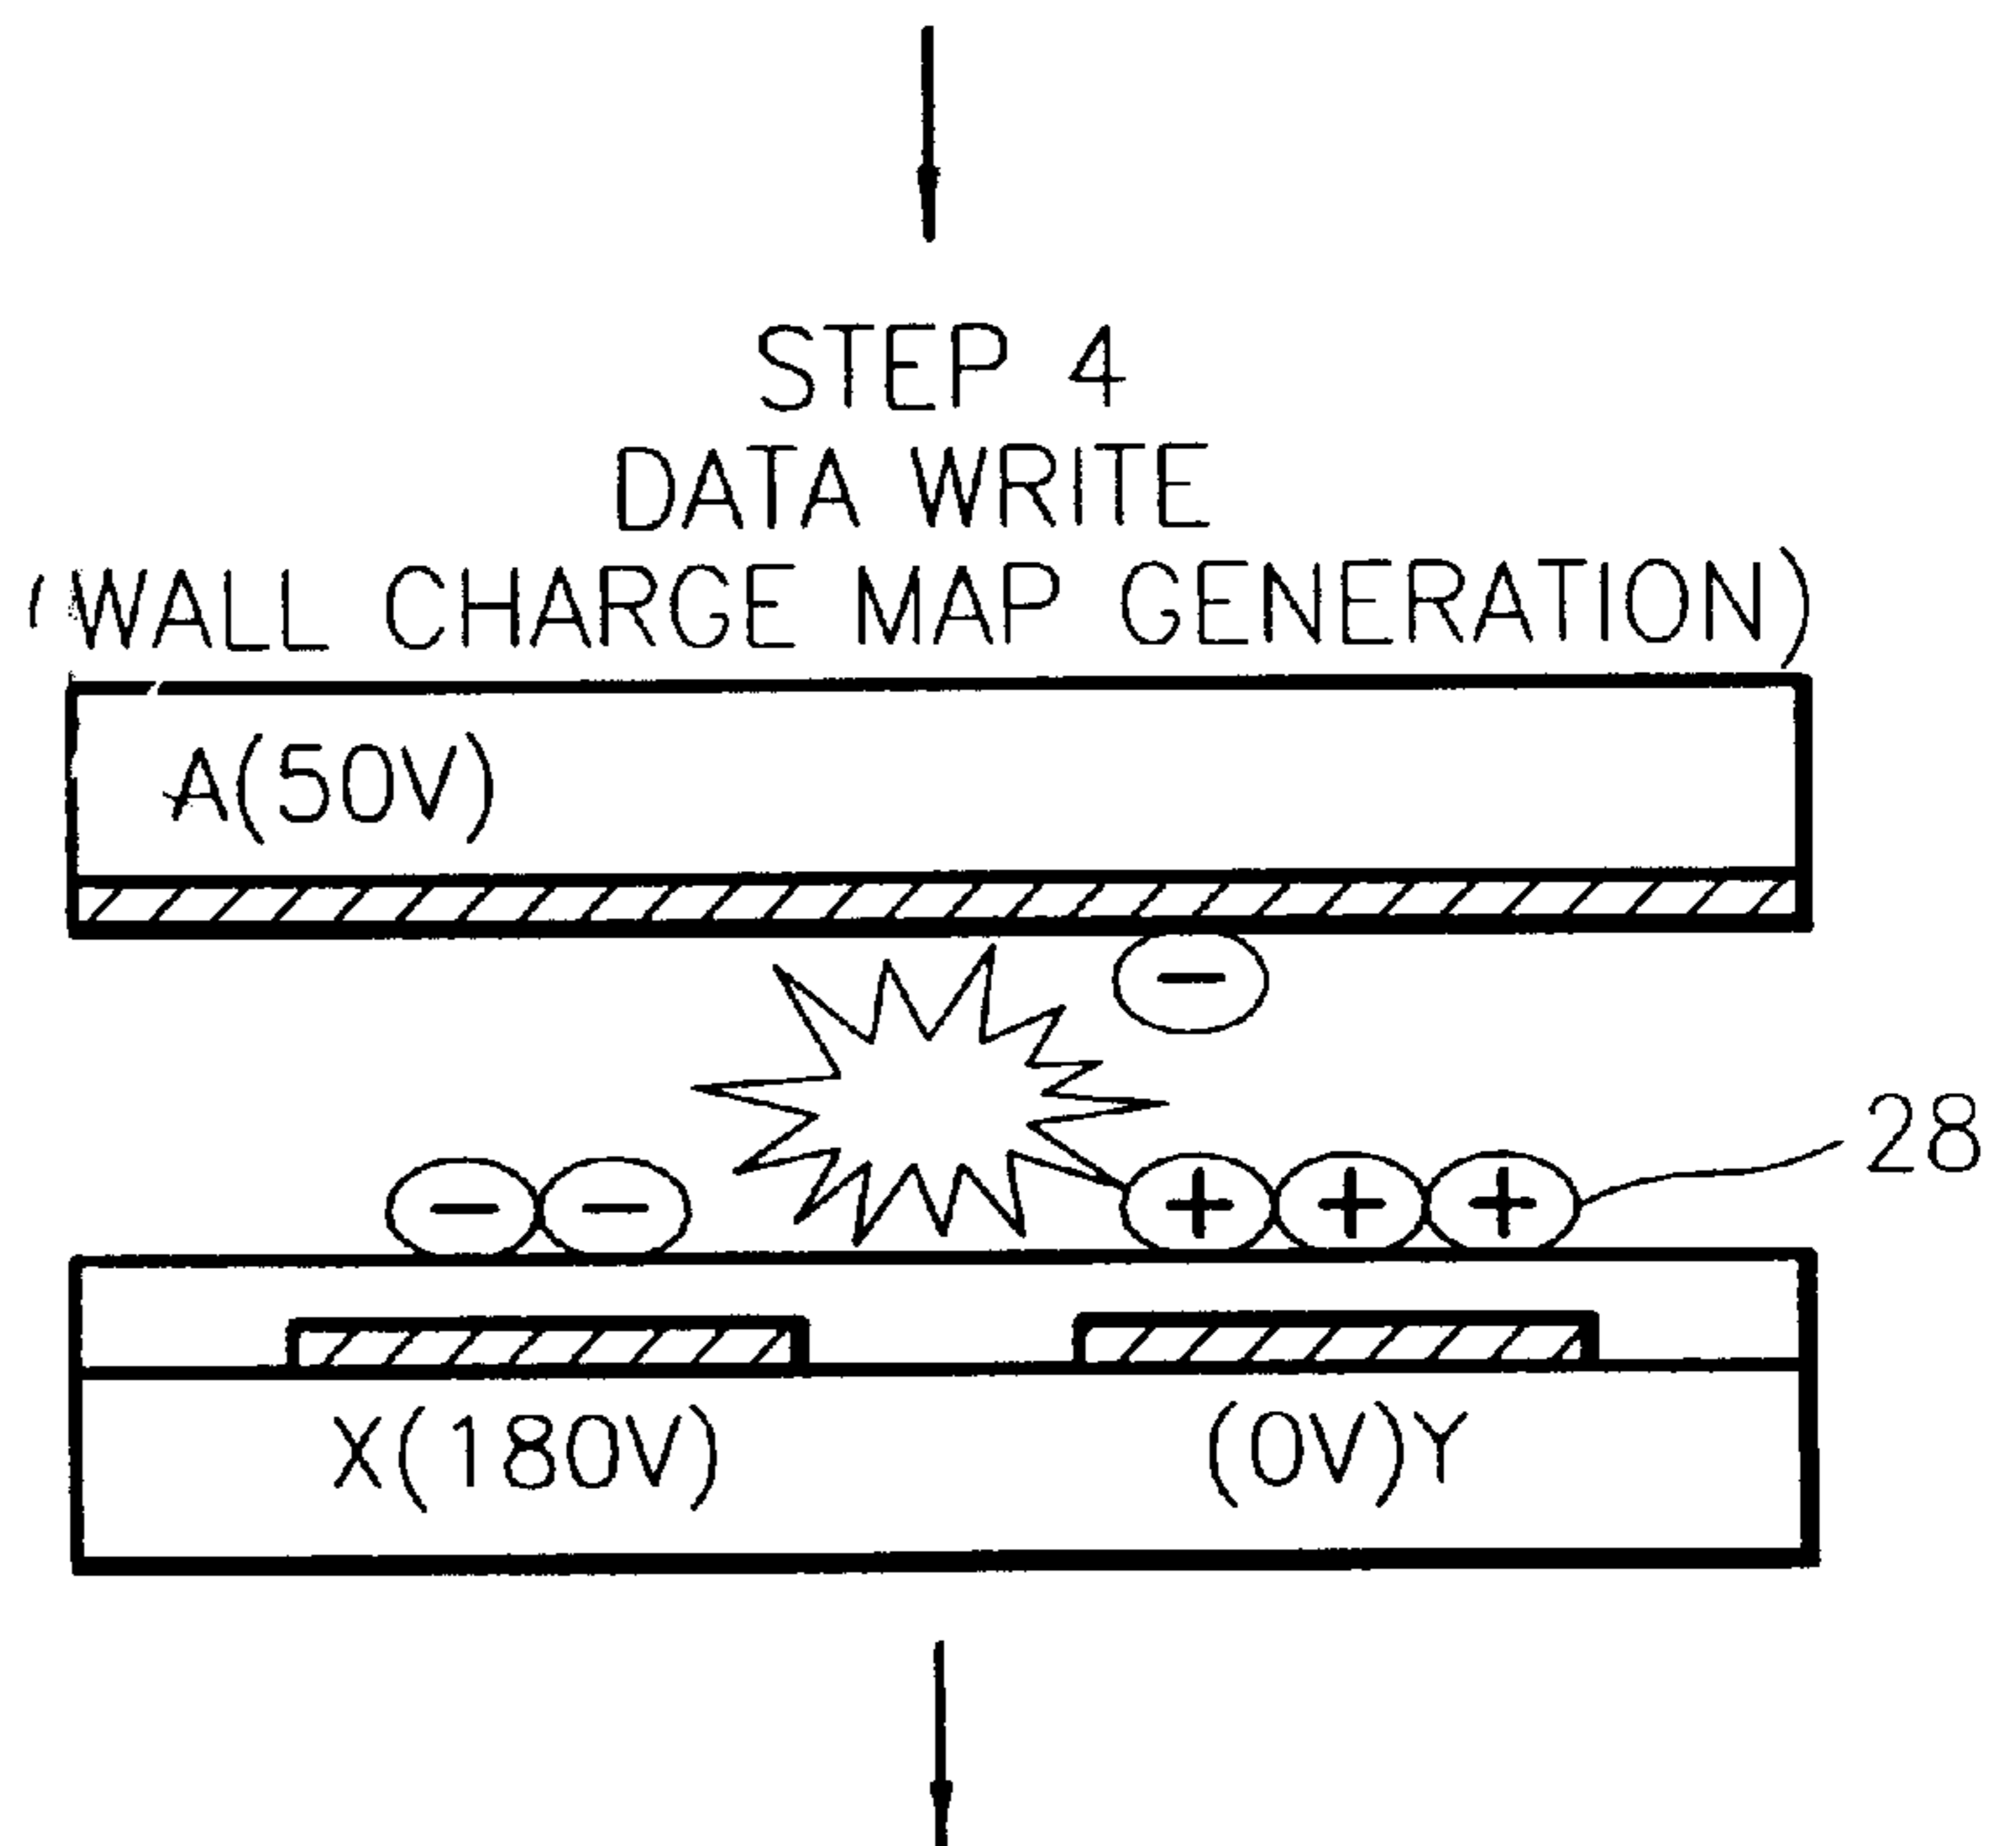 STEP 4
DATA WRITE
(WALL CHARGE MAP GENERATION)
A(50V)
−
28
− − + + +
X(180V) (0V)Y